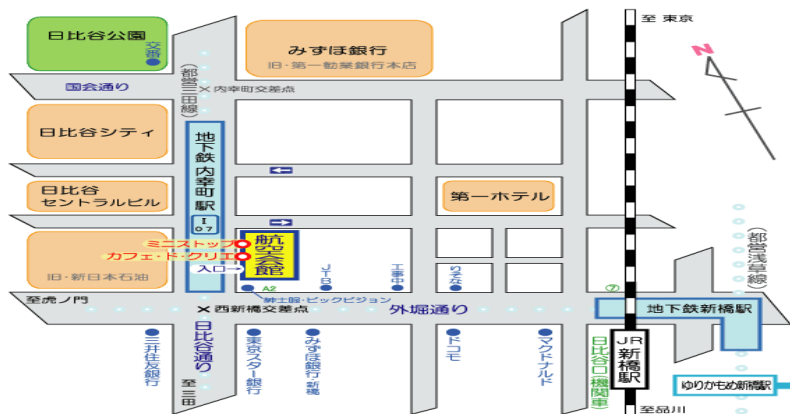 至 東京
日比谷公園
交番
みずほ銀行
旧・第一勧業銀行本店
(都営三田線)
N
国会通り
内幸町交差点
日比谷シティ
地下鉄 内幸町駅
I
07
日比谷
セントラルビル
第一ホテル
ミニストップ
カフェ・ド・クリエ
入口→
航空会館
旧・新日本石油
(都営浅草線)
JTB
工事中
りそな
A2
⑦
至虎ノ門
紳士服・ビックビジョン
西新橋交差点
外堀通り
地下鉄新橋駅
三井住友銀行
日比谷通り
至 三田
東京スター銀行
みずほ銀行・新橋
ドコモ
マクドナルド
日比谷口(機関車)
JR新橋駅
ゆりかもめ新橋駅
至品川